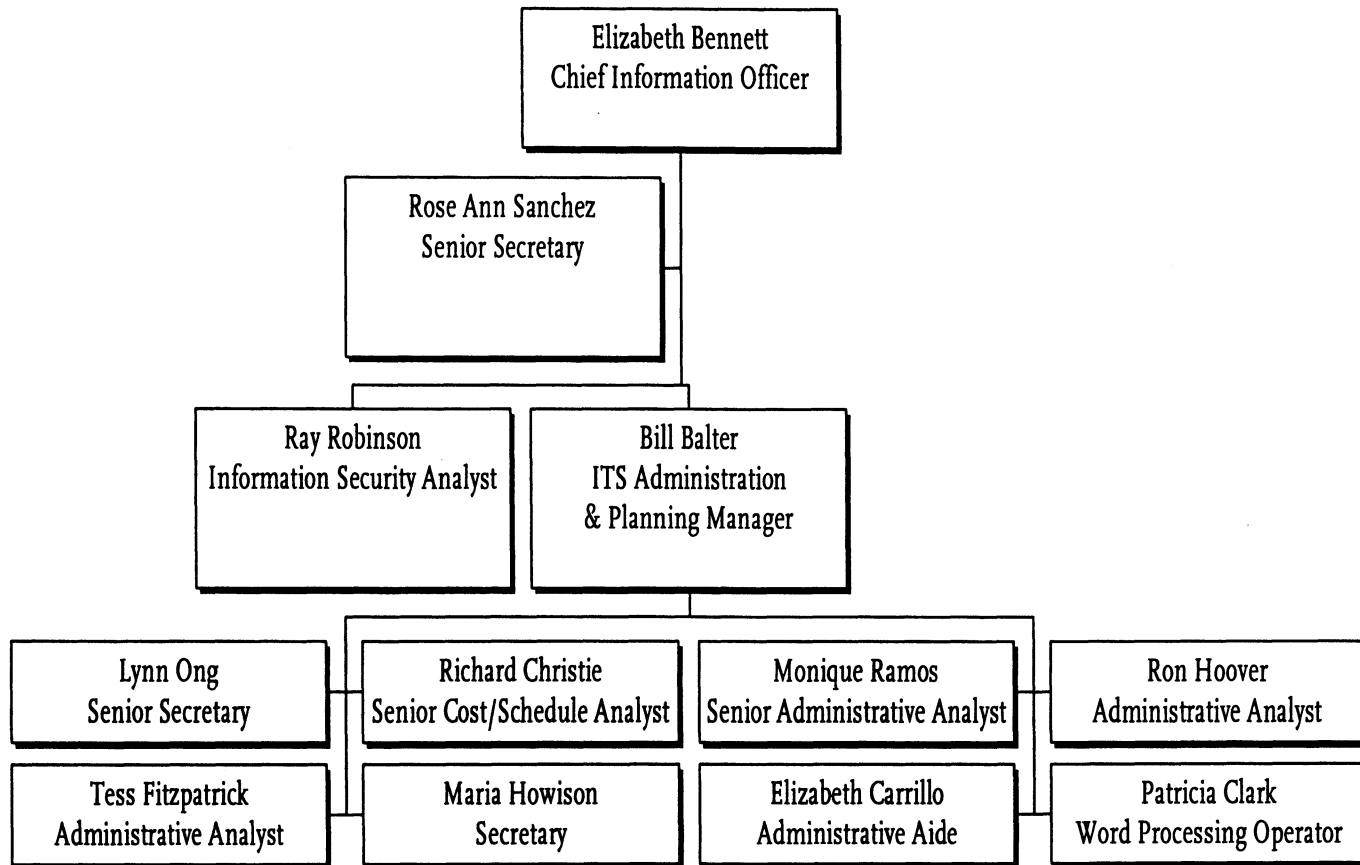 Elizabeth Bennett
Chief Information Officer
Rose Ann Sanchez
Senior Secretary
Ray Robinson
Information Security Analyst
Bill Balter
ITS Administration
& Planning Manager
Lynn Ong
Senior Secretary
Richard Christie
Senior Cost/Schedule Analyst
Monique Ramos
Senior Administrative Analyst
Ron Hoover
Administrative Analyst
Tess Fitzpatrick
Administrative Analyst
Maria Howison
Secretary
Elizabeth Carrillo
Administrative Aide
Patricia Clark
Word Processing Operator